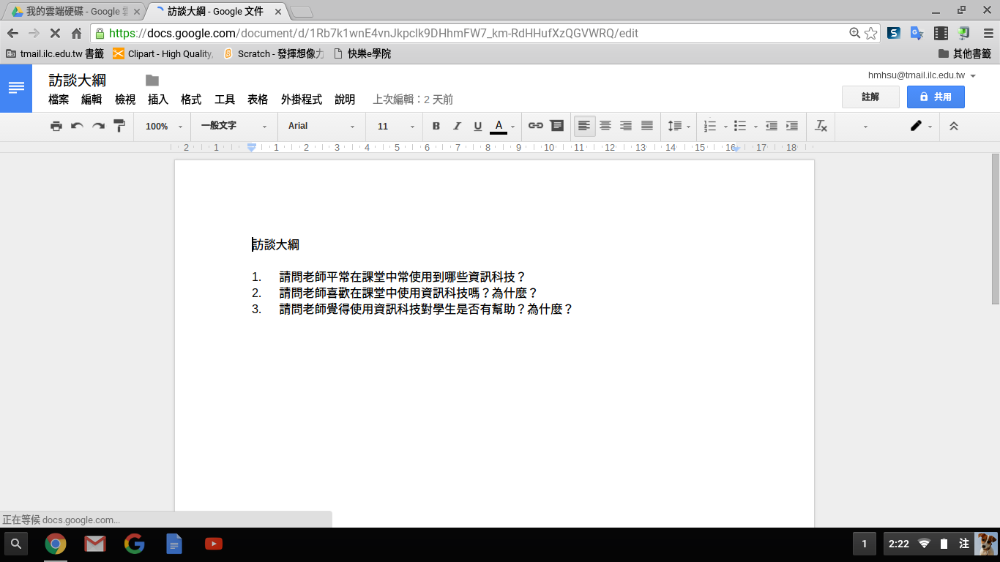 我的雲端硬碟 - Google
訪談大綱 - Google 文件
https://docs.google.com/document/d/1Rb7k1wnE4vnJkpclk9DHhmFW7_km-RdHHufXzQGVWRQ/edit
tmail.ilc.edu.tw 書籤 Clipart - High Quality, Scratch - 發揮想像力 快樂e學院 其他書籤
訪談大綱
hmhsu@tmail.ilc.edu.tw
檔案 編輯 檢視 插入 格式 工具 表格 外掛程式 說明 上次編輯：2 天前
註解 共用
100% 一般文字 Arial 11 B I U A
2 1 1 2 3 4 5 6 7 8 9 10 11 12 13 14 15 16 17 18
訪談大綱
1. 請問老師平常在課堂中常使用到哪些資訊科技？
2. 請問老師喜歡在課堂中使用資訊科技嗎？為什麼？
3. 請問老師覺得使用資訊科技對學生是否有幫助？為什麼？
正在等候 docs.google.com...
1 2:22 注